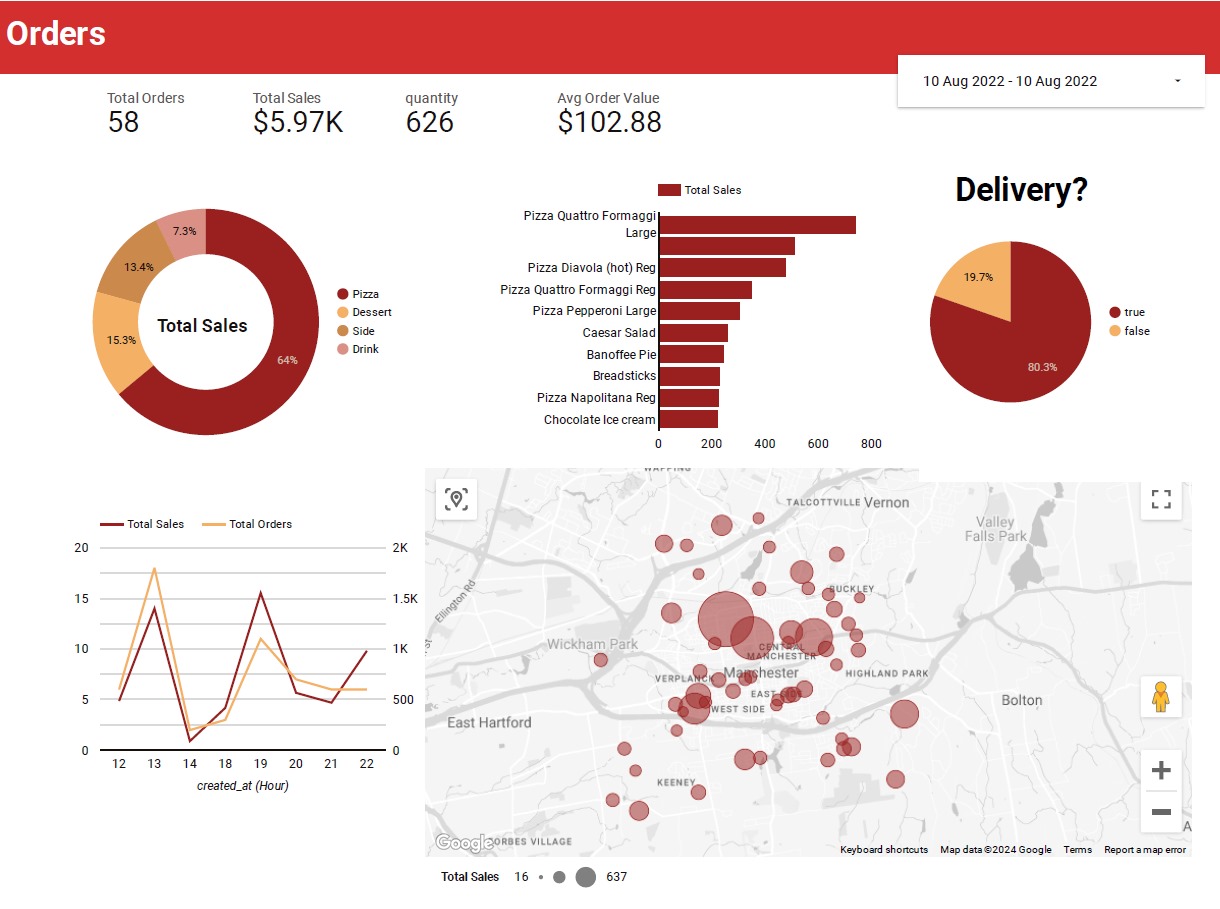 Orders
10 Aug 2022 - 10 Aug 2022
Total Orders
58
Total Sales
$5.97K
quantity
626
Avg Order Value
$102.88
7.3%
13.4%
15.3%
64%
Total Sales
Pizza
Dessert
Side
Drink
Total Sales
Pizza Quattro Formaggi
Large
Pizza Diavola (hot) Reg
Pizza Quattro Formaggi Reg
Pizza Pepperoni Large
Caesar Salad
Banoffee Pie
Breadsticks
Pizza Napolitana Reg
Chocolate Ice cream
0 200 400 600 800
Delivery?
19.7%
80.3%
true
false
Total Sales Total Orders
20 2K
15 1.5K
10 1K
5 500
0 0
12 13 14 18 19 20 21 22
created_at (Hour)
WAPPING
TALCOTTVILLE
Vernon
Valley
Falls Park
Ellington Rd
BUCKLEY
Wickham Park
CENTRAL
MANCHESTER
Manchester
HIGHLAND PARK
VERPLANCK
EAST SIDE
WEST SIDE
Bolton
East Hartford
KEENEY
Google
ORBES VILLAGE
A
Keyboard shortcuts
Map data ©2024 Google
Terms
Report a map error
Total Sales 16 637